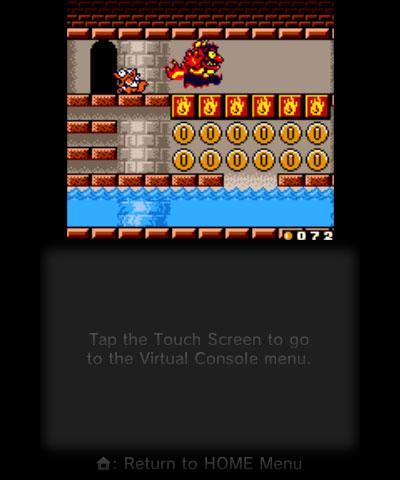 072
Tap the Touch Screen to go
to the Virtual Console menu.
: Return to HOME Menu